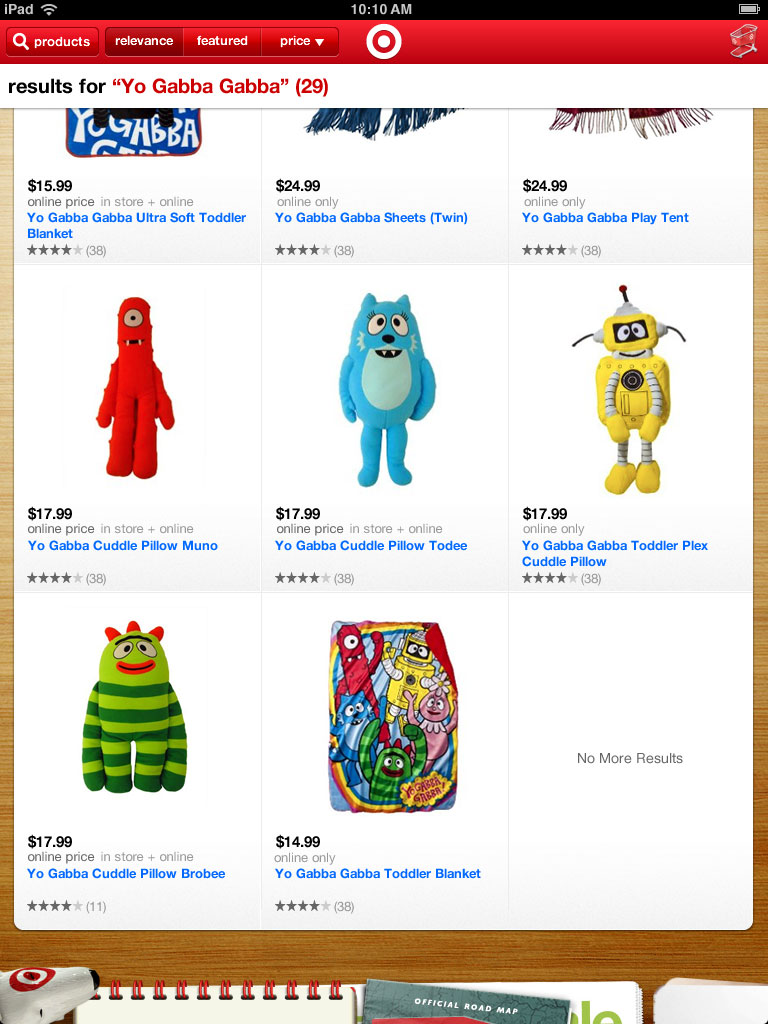 iPad
10:10 AM
products
relevance
featured
price ▼
results for “Yo Gabba Gabba” (29)
YO GABBA
$15.99
online price in store + online
Yo Gabba Gabba Ultra Soft Toddler
Blanket
(38)
$24.99
online only
Yo Gabba Gabba Sheets (Twin)
(38)
$24.99
online only
Yo Gabba Gabba Play Tent
(38)
$17.99
online price in store + online
Yo Gabba Cuddle Pillow Muno
(38)
$17.99
online price in store + online
Yo Gabba Cuddle Pillow Todee
(38)
$17.99
online only
Yo Gabba Gabba Toddler Plex
Cuddle Pillow
(38)
$17.99
online price in store + online
Yo Gabba Cuddle Pillow Brobee
(11)
YO GABBA
GABBA!
$14.99
online only
Yo Gabba Gabba Toddler Blanket
(38)
No More Results
OFFICIAL ROAD MAP